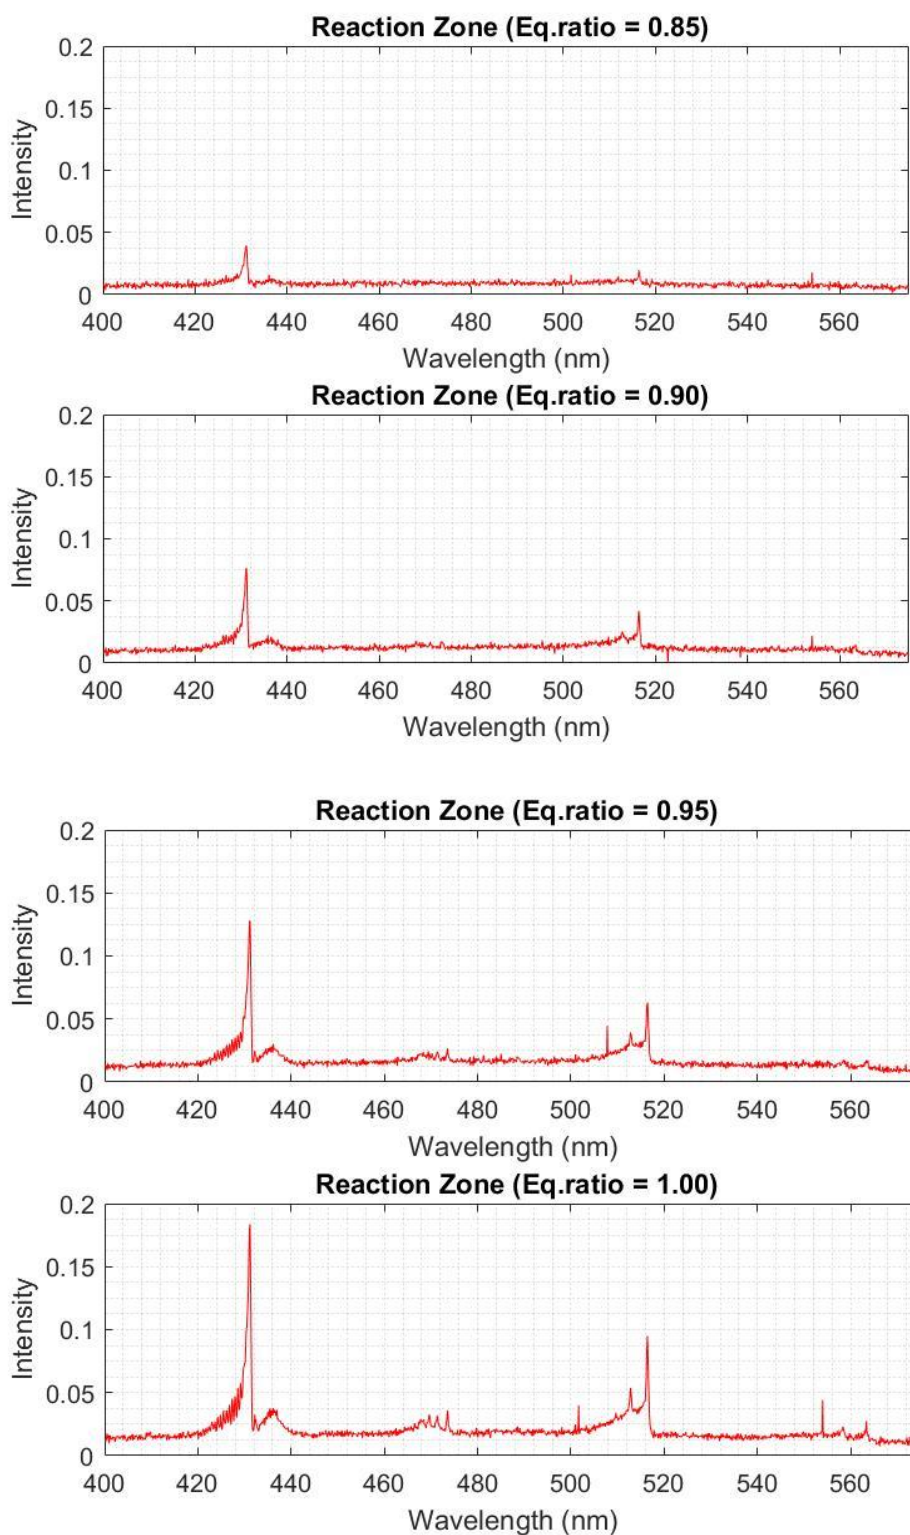 Reaction Zone (Eq.ratio = 0.85)
0.2
0.15
0.1
0.05
0
Intensity
400 420 440 460 480 500 520 540 560
Wavelength (nm)
Reaction Zone (Eq.ratio = 0.90)
0.2
0.15
0.1
0.05
0
Intensity
400 420 440 460 480 500 520 540 560
Wavelength (nm)
Reaction Zone (Eq.ratio = 0.95)
0.2
0.15
0.1
0.05
0
Intensity
400 420 440 460 480 500 520 540 560
Wavelength (nm)
Reaction Zone (Eq.ratio = 1.00)
0.2
0.15
0.1
0.05
0
Intensity
400 420 440 460 480 500 520 540 560
Wavelength (nm)